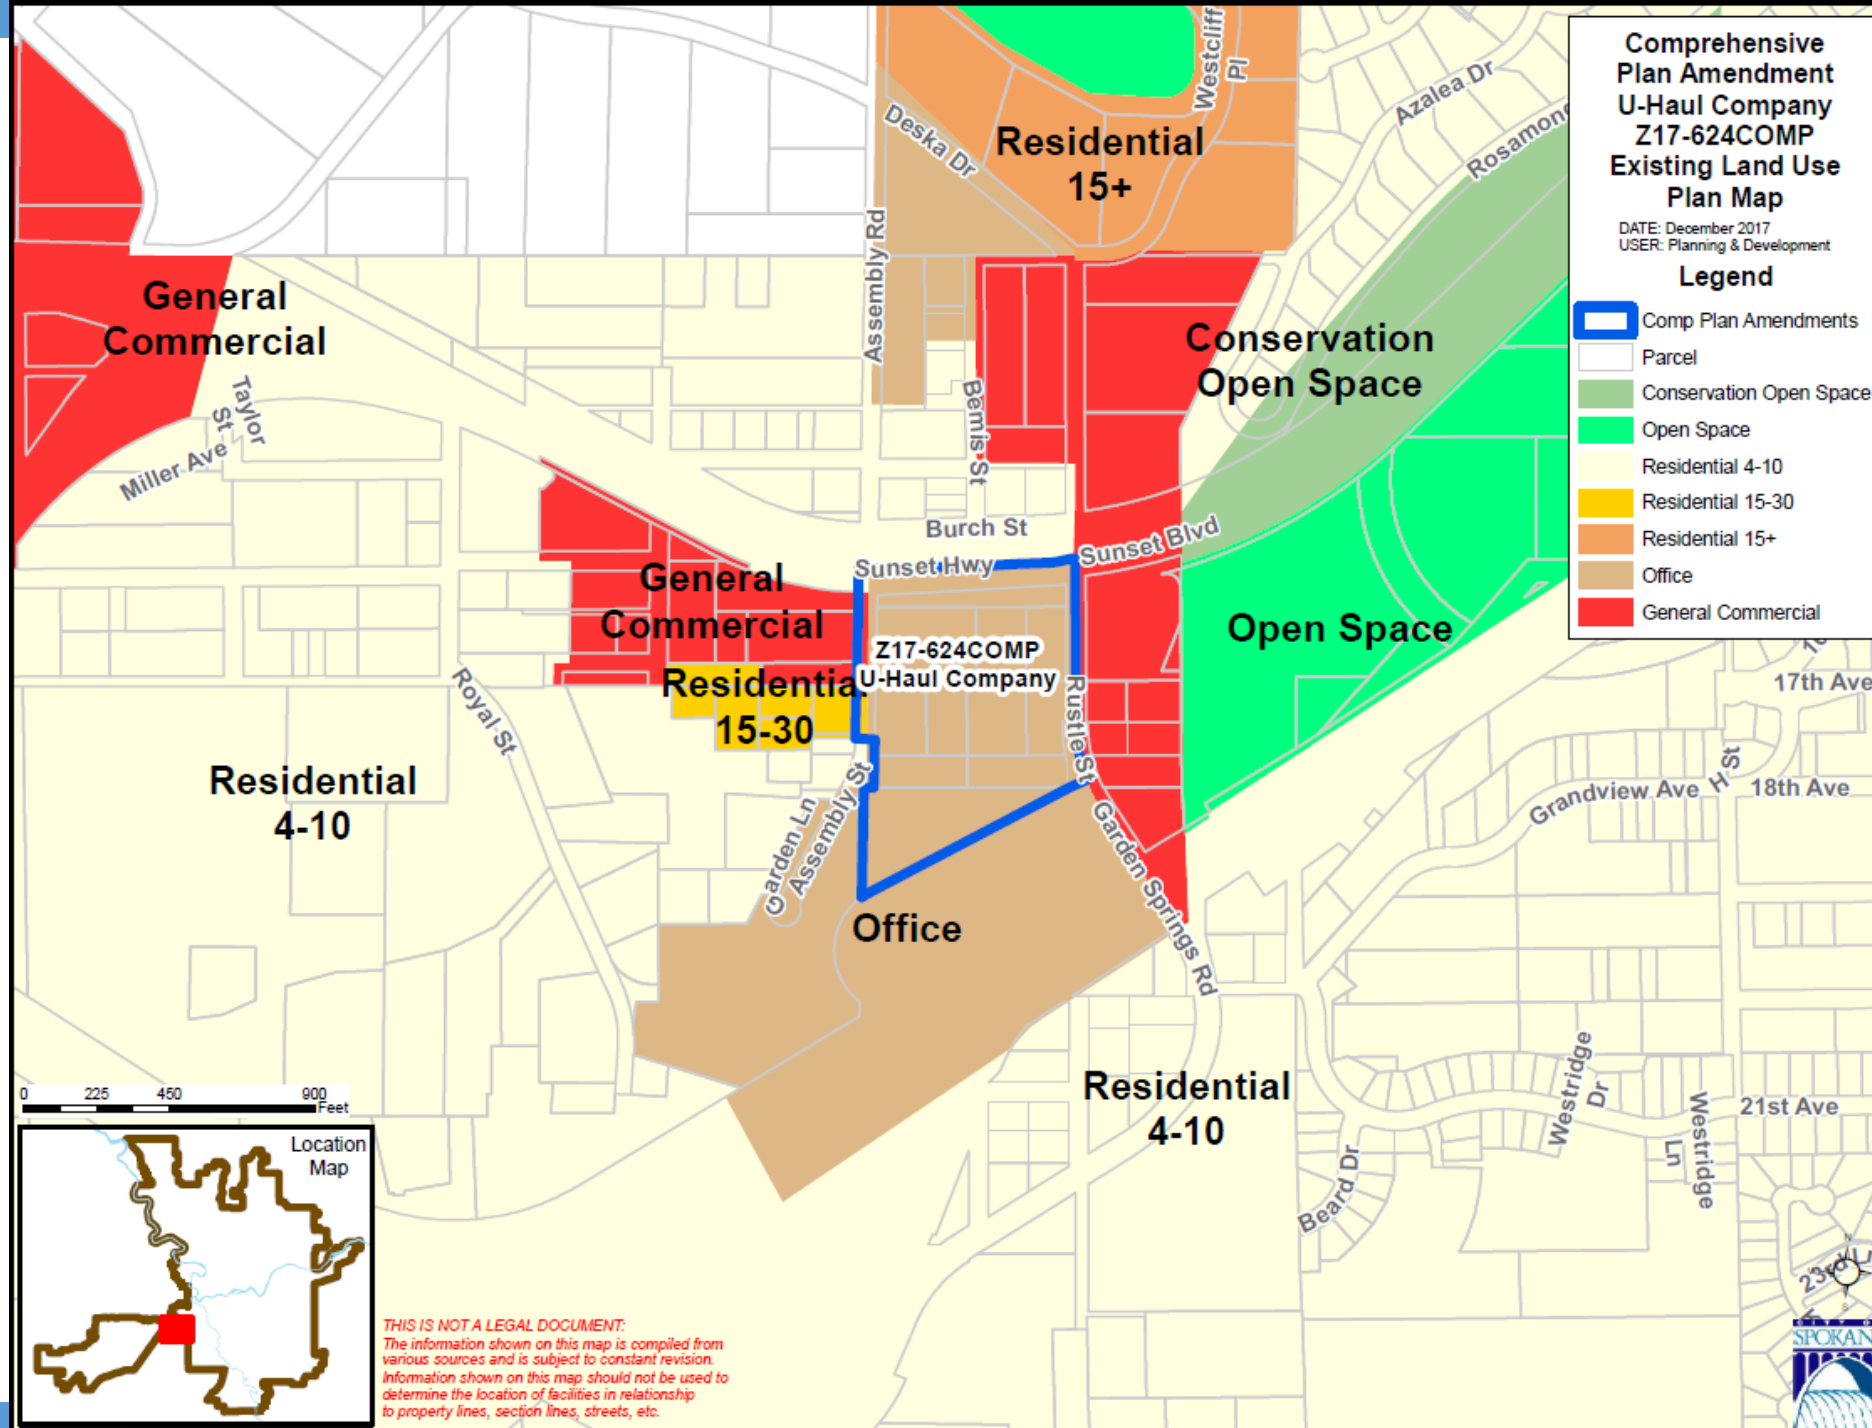 Comprehensive
Plan Amendment
U-Haul Company
Z17-624COMP
Existing Land Use
Plan Map
DATE: December 2017
USER: Planning & Development
Legend
Comp Plan Amendments
Parcel
Conservation Open Space
Open Space
Residential 4-10
Residential 15-30
Residential 15+
Office
General Commercial
Westcliff
Pl
Azalea Dr
Deska Dr
Residential
15+
Assembly Rd
General
Commercial
Conservation
Open Space
Taylor
St
Miller Ave
Bemis St
Burch St
Sunset Hwy
Sunset Blvd
General
Commercial
Open Space
Z17-624COMP
U-Haul Company
Residential
15-30
Rustle St
Royal St
17th Ave
H St
Grandview Ave
18th Ave
Residential
4-10
Garden Ln
Assembly St
Garden Springs Rd
Office
Residential
4-10
Westridge
Dr
Westridge
Ln
21st Ave
Beard Dr
0 225 450 900
Feet
Location
Map
THIS IS NOT A LEGAL DOCUMENT:
The information shown on this map is compiled from
various sources and is subject to constant revision.
Information shown on this map should not be used to
determine the location of facilities in relationship
to property lines, section lines, streets, etc.
23rd
N
S